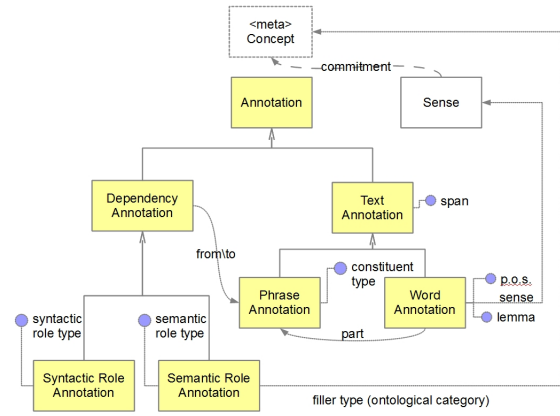 <meta>
Concept
commitment
Annotation
Sense
Dependency
Annotation
Text
Annotation
span
from\to
constituent
type
p.o.s.
sense
lemma
Phrase
Annotation
Word
Annotation
part
syntactic
role type
semantic
role type
Syntactic Role
Annotation
Semantic Role
Annotation
filler type (ontological category)